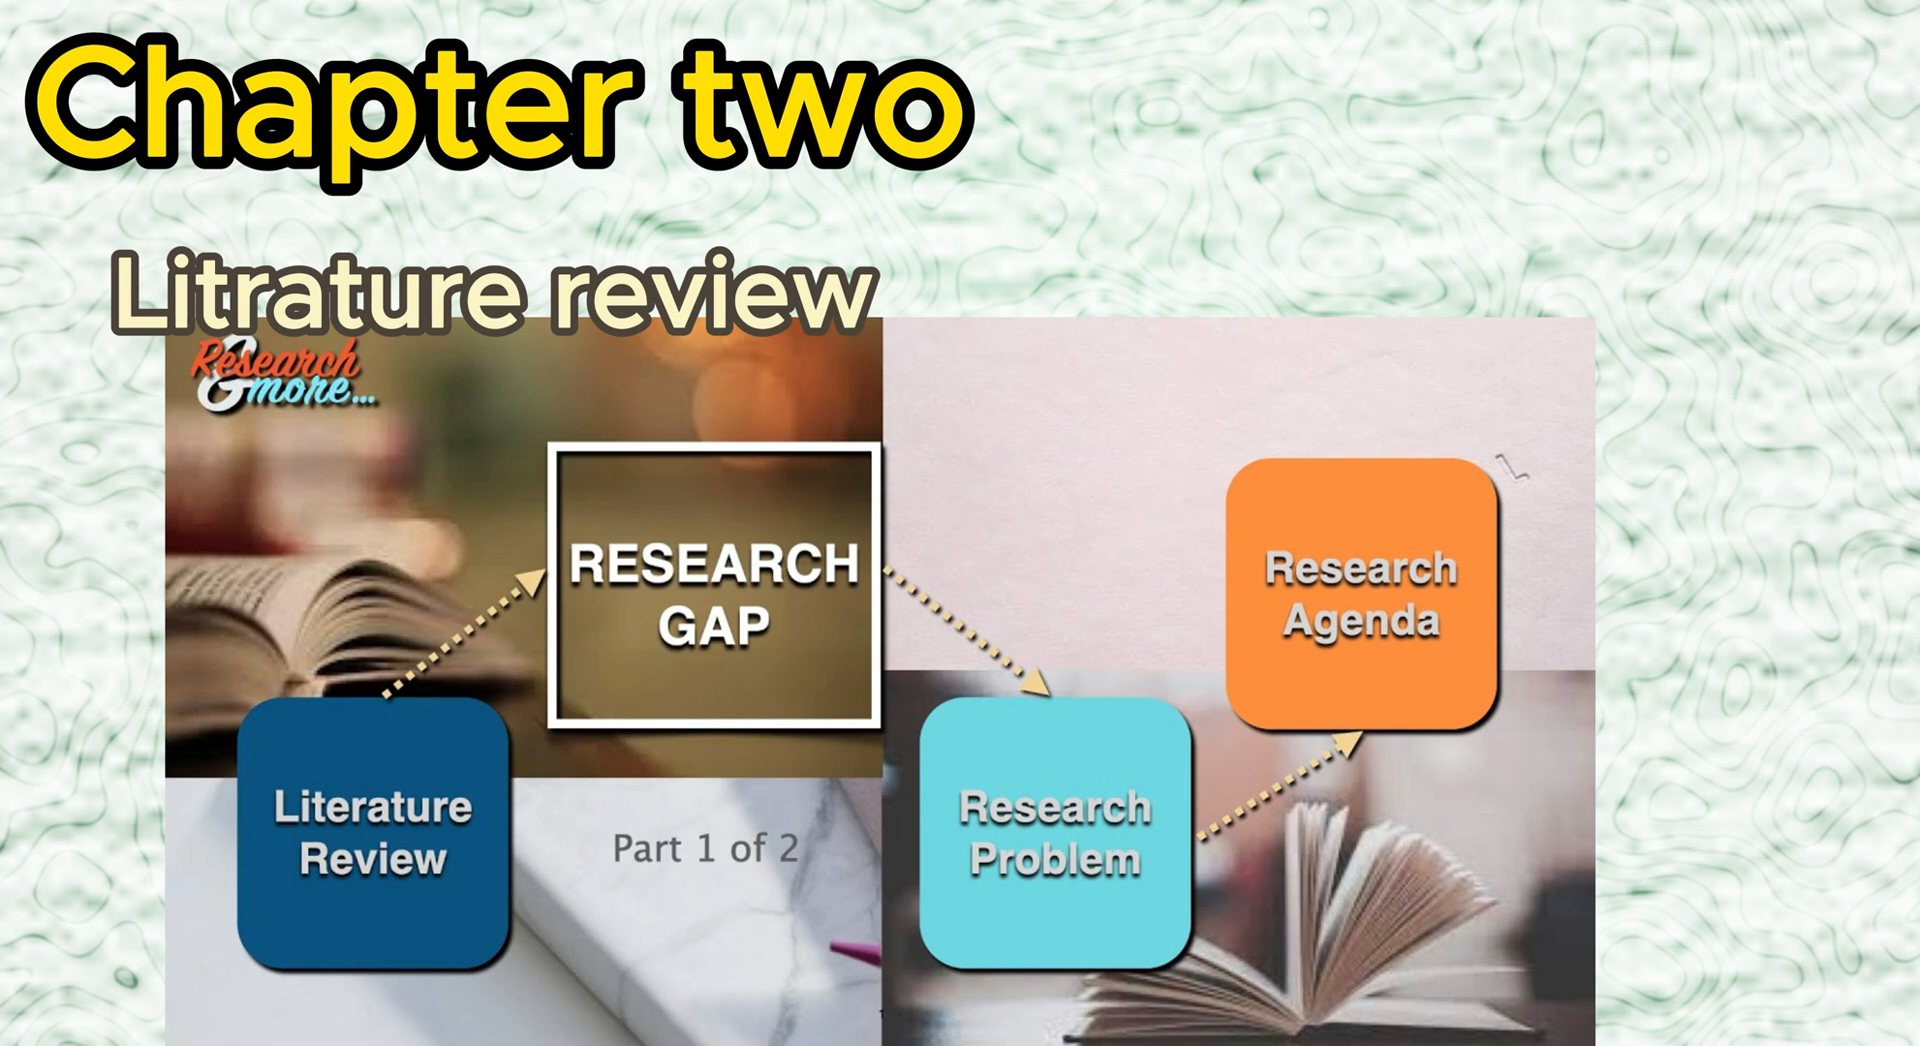 Chapter two
Litrature review
Research
& more...
RESEARCH
GAP
Research
Agenda
Literature
Review
Part 1 of 2
Research
Problem